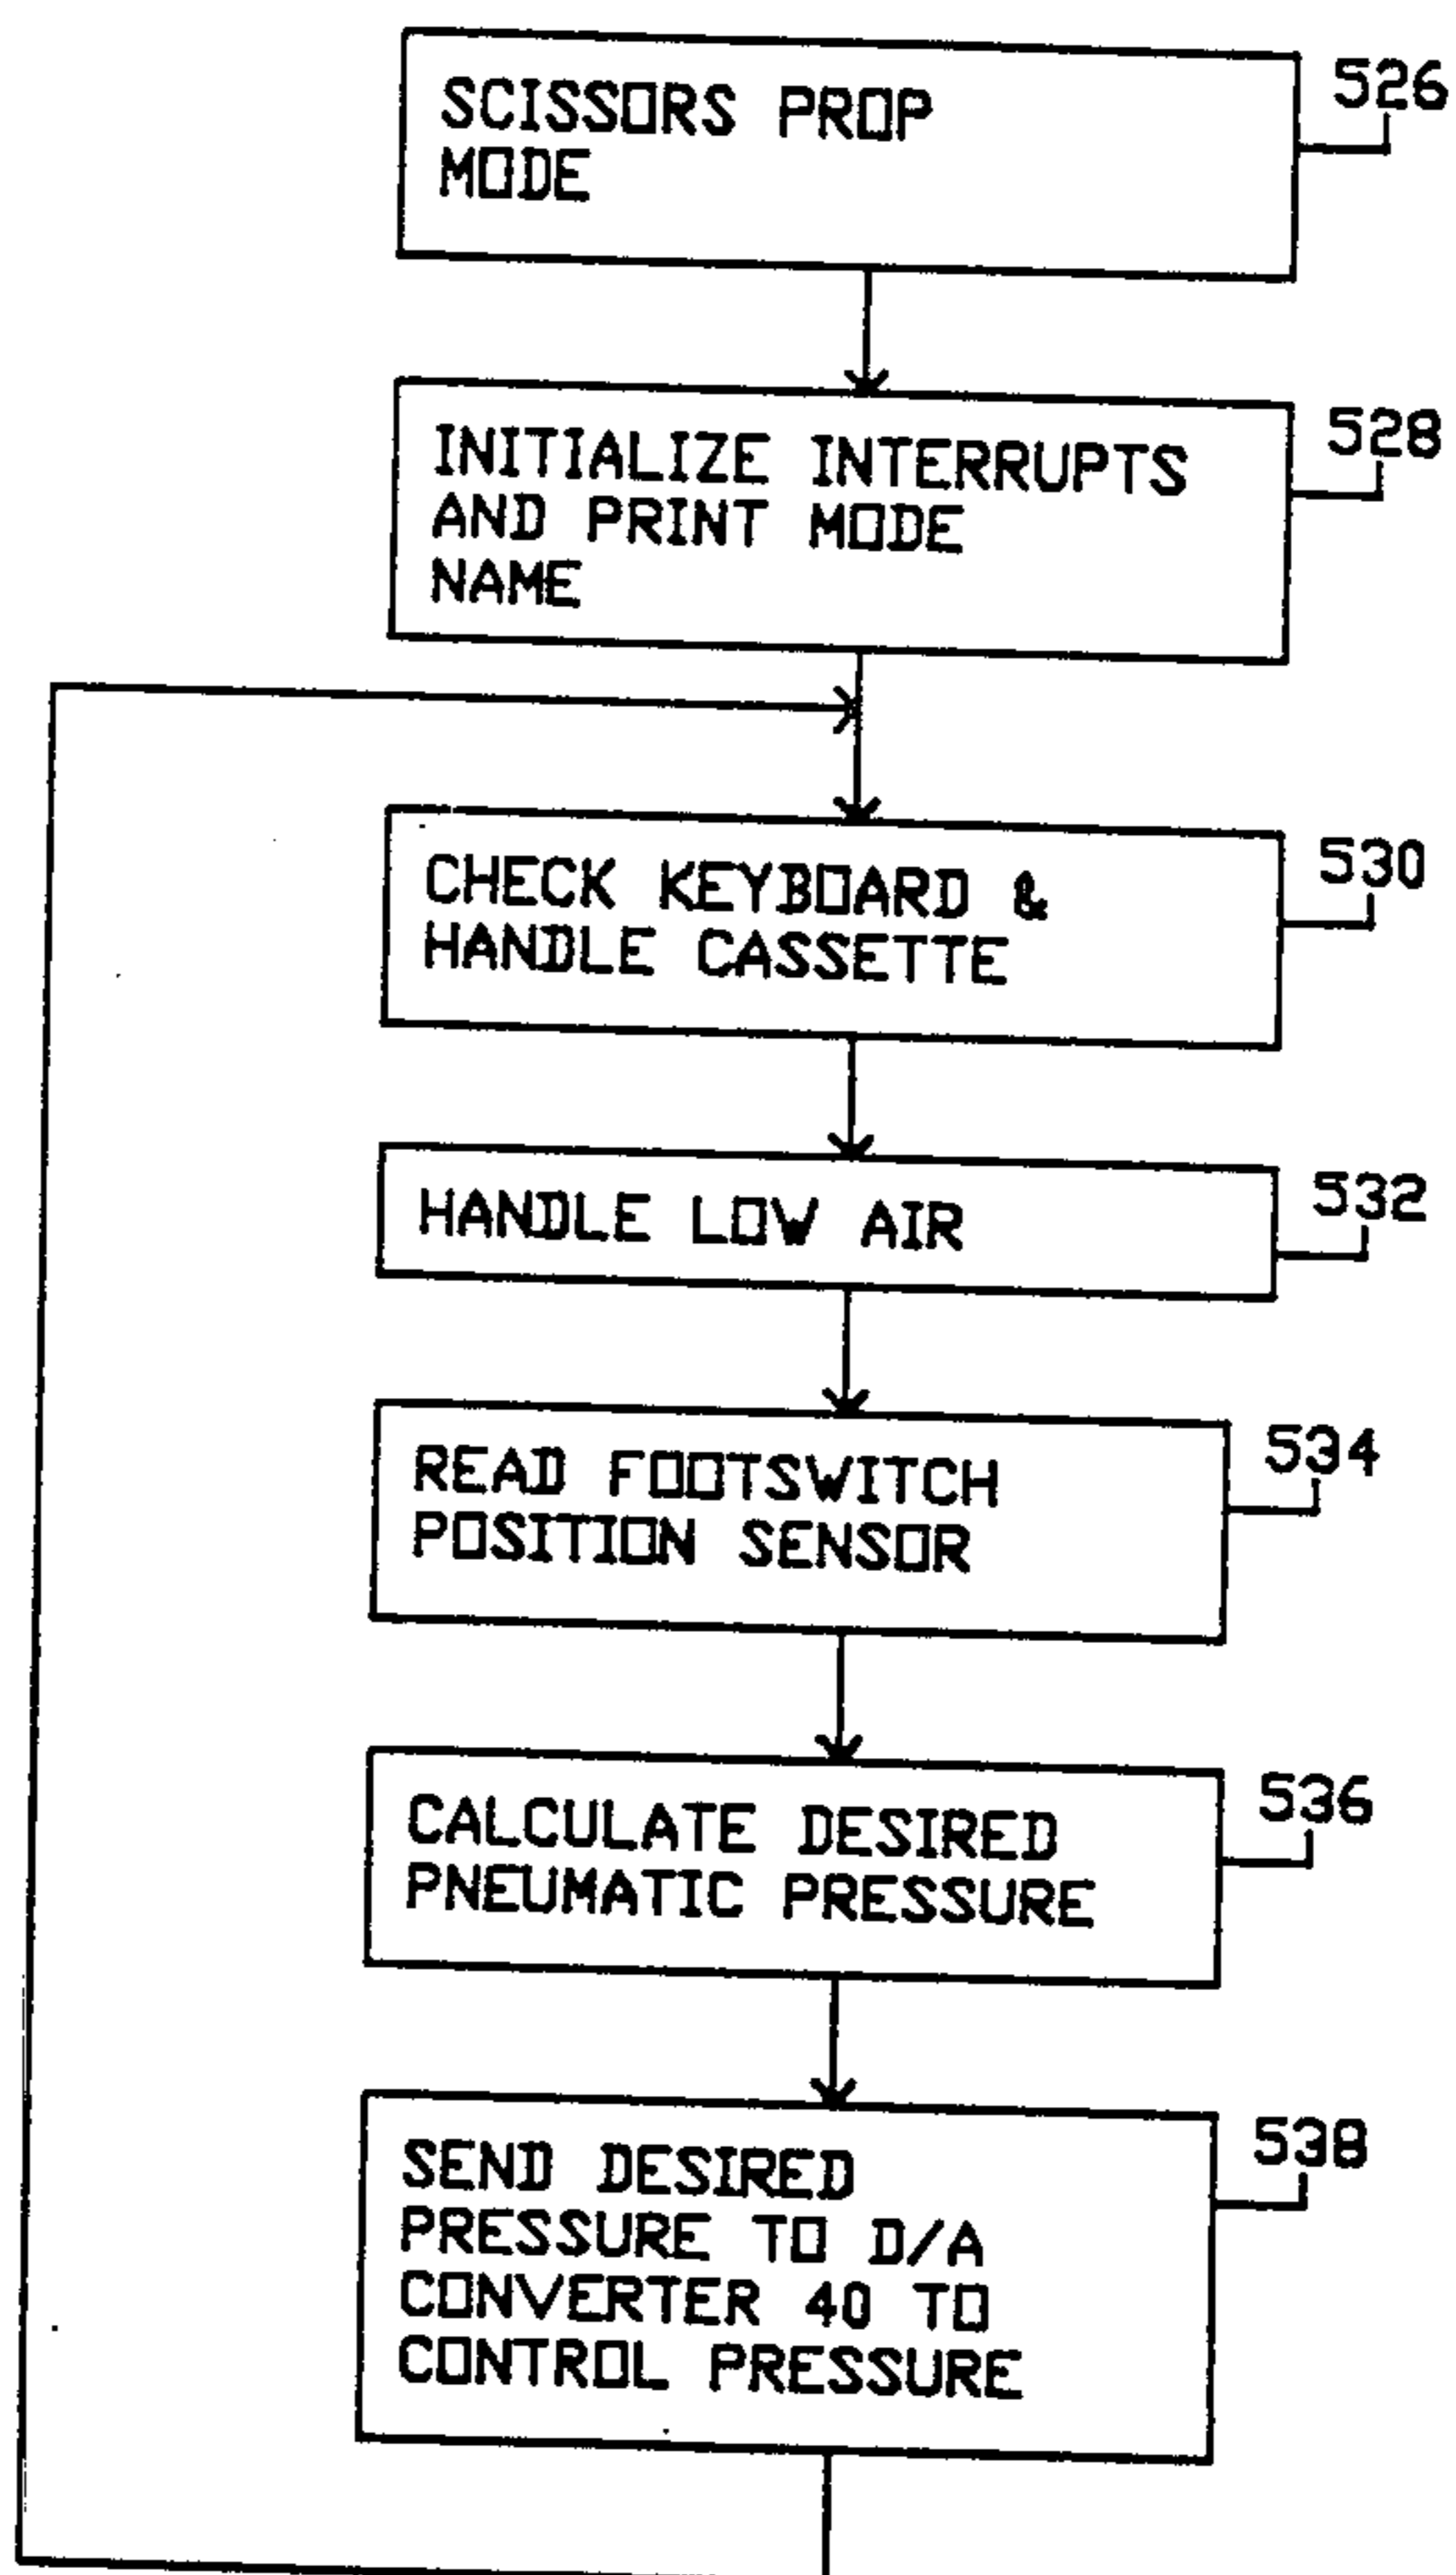 SCISSORS PROP
MODE
526
INITIALIZE INTERRUPTS
AND PRINT MODE
NAME
528
CHECK KEYBOARD &
HANDLE CASSETTE
530
HANDLE LOW AIR
532
READ FOOTSWITCH
POSITION SENSOR
534
CALCULATE DESIRED
PNEUMATIC PRESSURE
536
SEND DESIRED
PRESSURE TO D/A
CONVERTER 40 TO
CONTROL PRESSURE
538